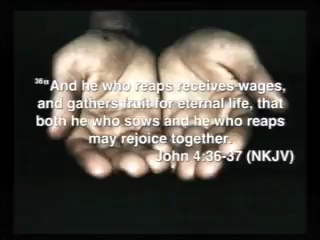 36"And he who reaps receives wages,
and gathers fruit for eternal life, that
both he who sows and he who reaps
may rejoice together.
John 4:36-37 (NKJV)